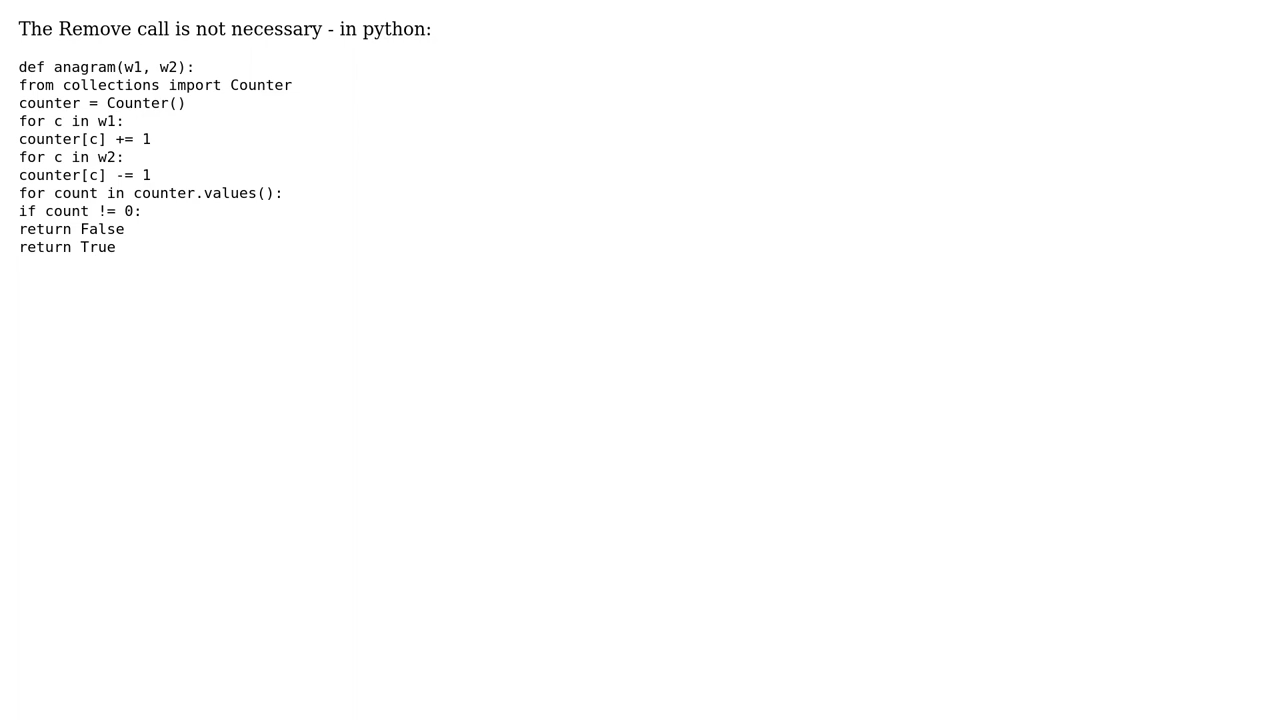 The Remove call is not necessary - in python:
def anagram(w1, w2):
from collections import Counter
counter = Counter()
for c in w1:
counter[c] += 1
for c in w2:
counter[c] -= 1
for count in counter.values():
if count != 0:
return False
return True